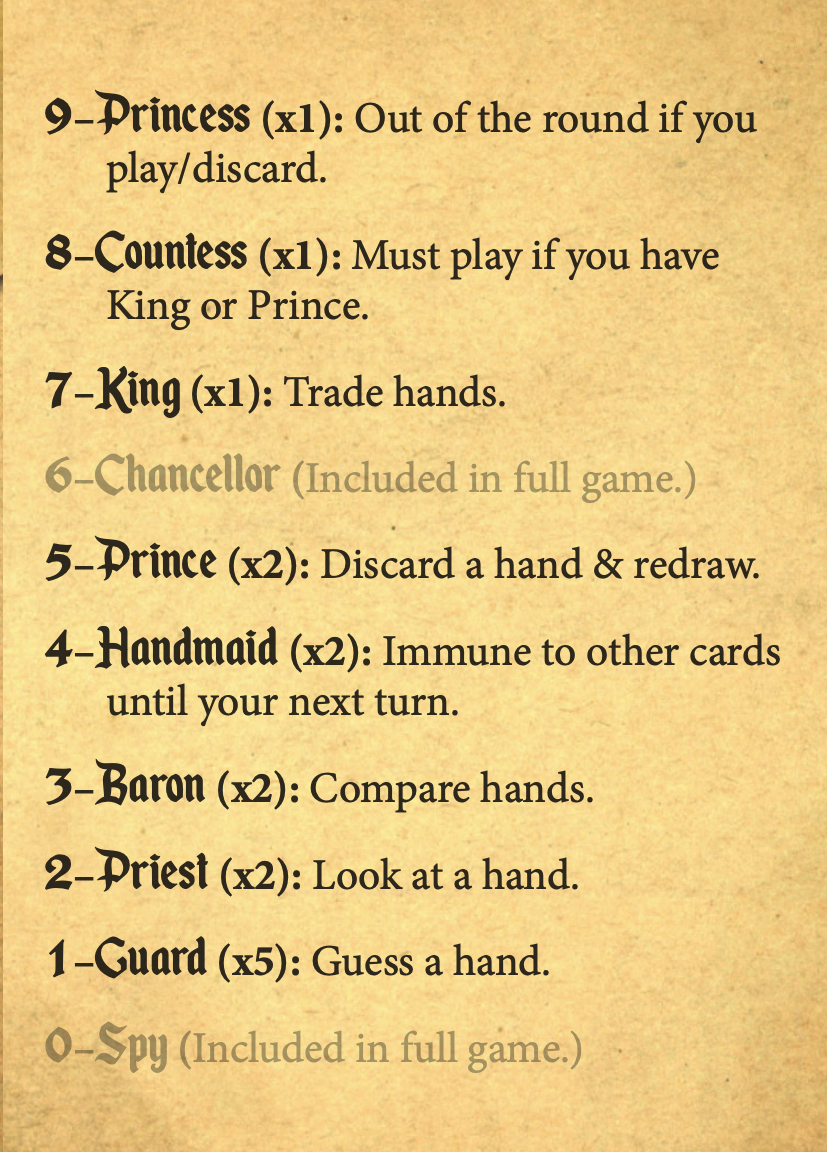 9–Princess (x1): Out of the round if you
play/discard.
8–Countess (x1): Must play if you have
King or Prince.
7–King (x1): Trade hands.
6–Chancellor (Included in full game.)
5–Prince (x2): Discard a hand & redraw.
4–Handmaid (x2): Immune to other cards
until your next turn.
3–Baron (x2): Compare hands.
2–Priest (x2): Look at a hand.
1–Guard (x5): Guess a hand.
0–Spy (Included in full game.)